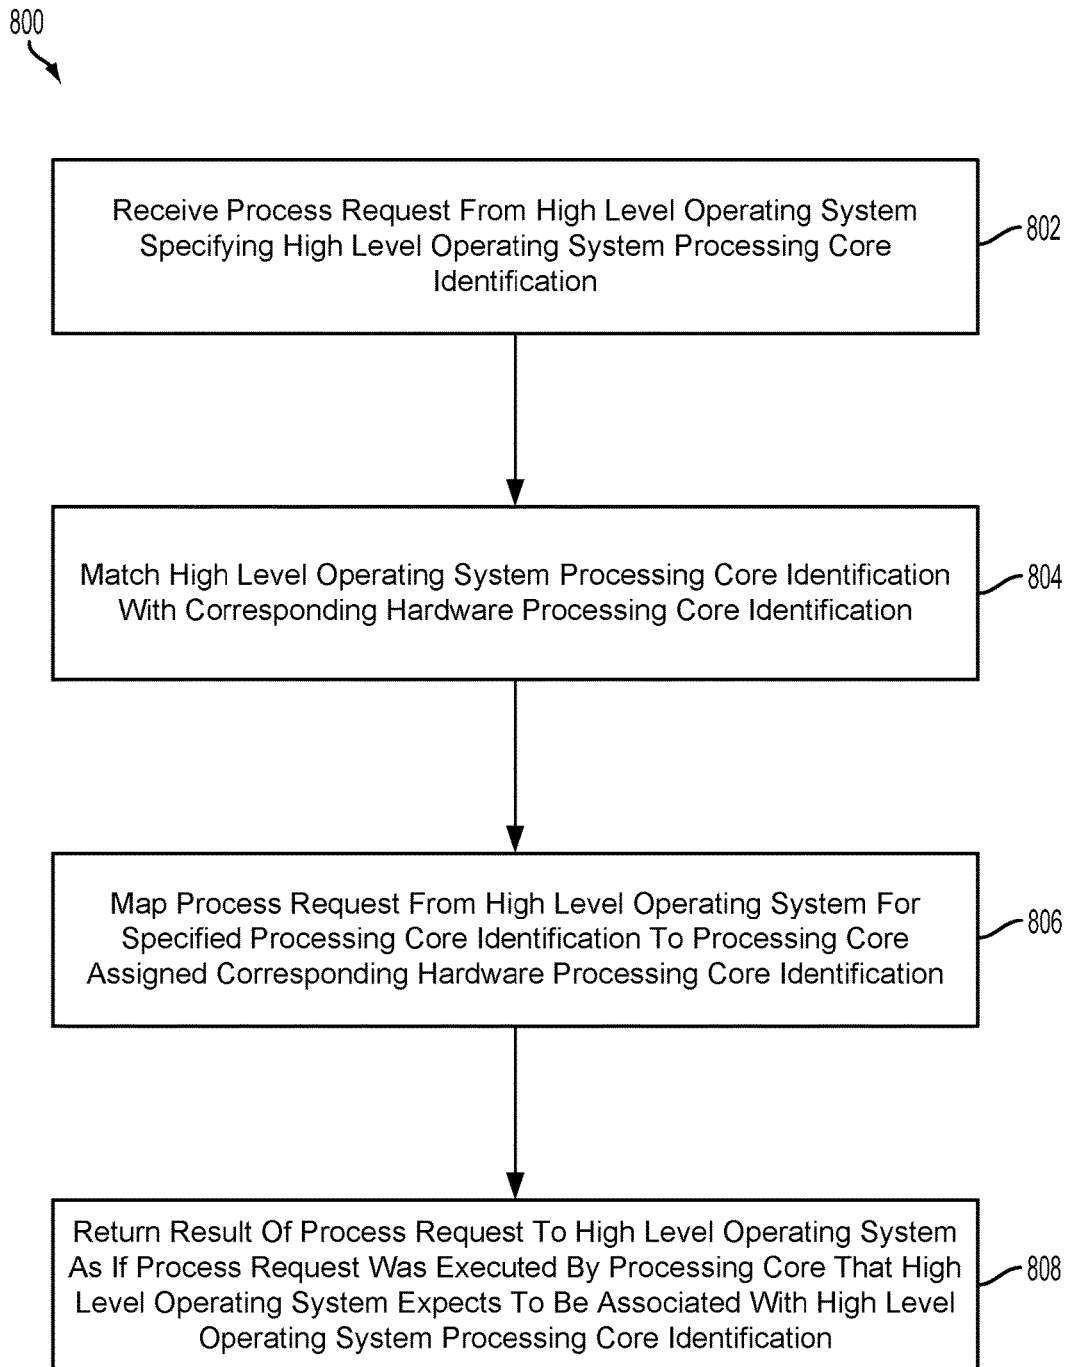 800
Receive Process Request From High Level Operating System
Specifying High Level Operating System Processing Core
Identification
802
Match High Level Operating System Processing Core Identification
With Corresponding Hardware Processing Core Identification
804
Map Process Request From High Level Operating System For
Specified Processing Core Identification To Processing Core
Assigned Corresponding Hardware Processing Core Identification
806
Return Result Of Process Request To High Level Operating System
As If Process Request Was Executed By Processing Core That High
Level Operating System Expects To Be Associated With High Level
Operating System Processing Core Identification
808